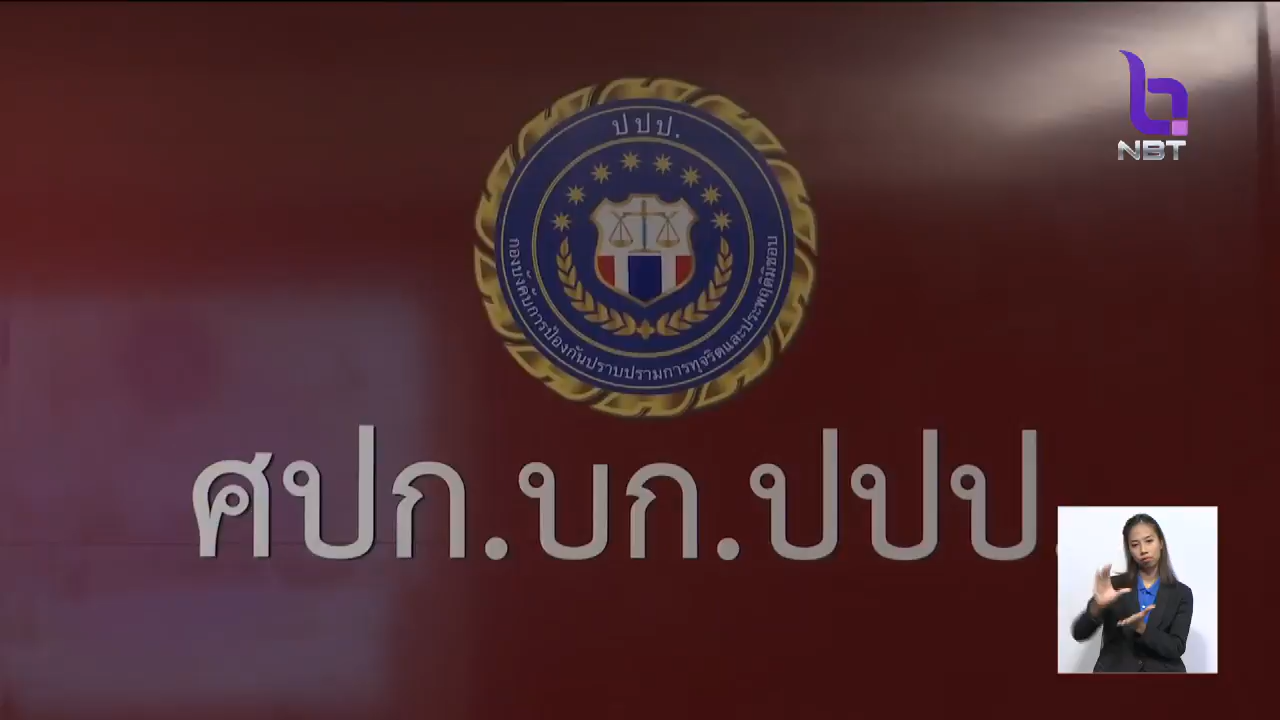 NBT
ปปป.
กองบังคับการป้องกันปราบปรามการทุจริตและประพฤติมิชอบ
ศปก.บก.ปปป.